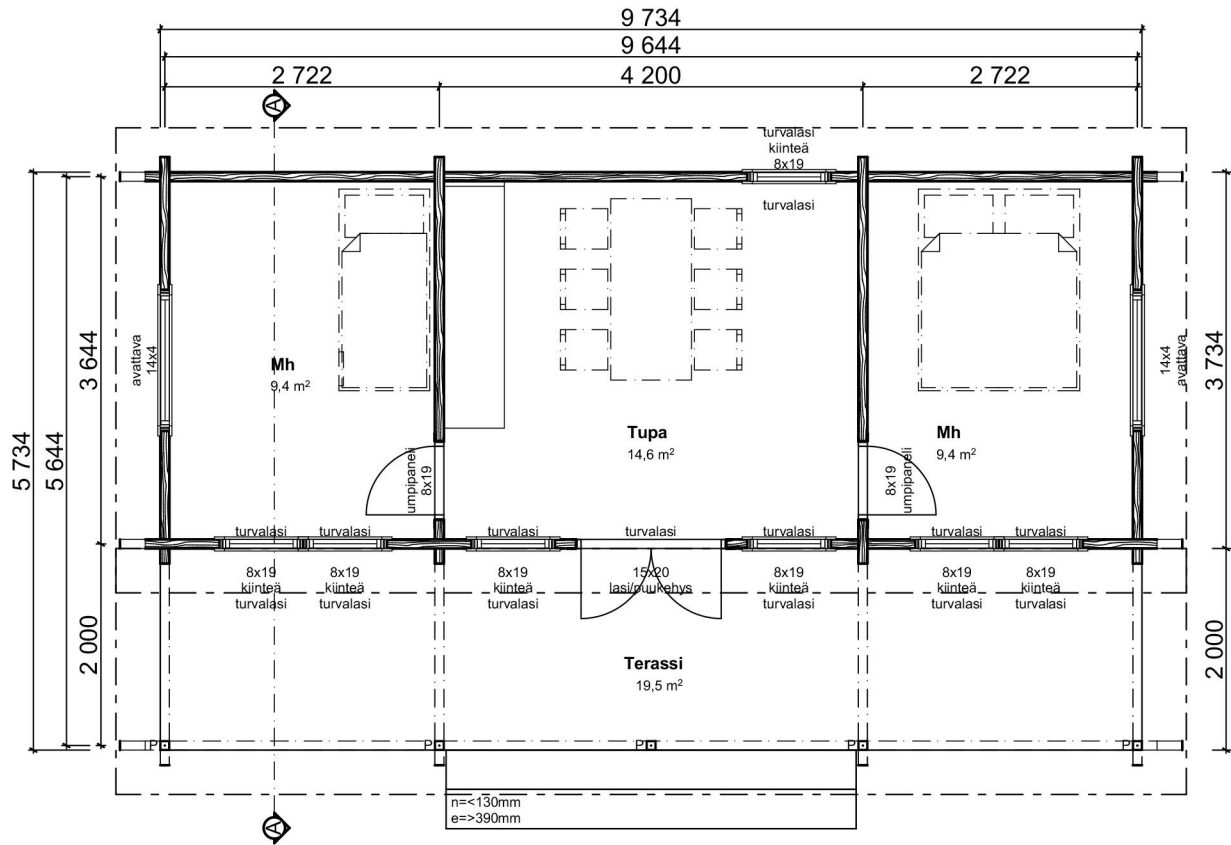 9 734
9 644
2 722
4 200
2 722
A
turvalasi
kiinteä
8x19
turvalasi
5 734
5 644
3 644
2 000
3 734
2 000
avattava
14x4
14x4
avattava
Mh
9,4 m²
Tupa
14,6 m²
Mh
9,4 m²
umpipaneli
8x19
8x19
umpipaneli
turvalasi
turvalasi
turvalasi
turvalasi
turvalasi
turvalasi
turvalasi
8x19
kiinteä
turvalasi
8x19
kiinteä
turvalasi
8x19
kiinteä
turvalasi
15x20
lasi/puukehys
8x19
kiinteä
turvalasi
8x19
kiinteä
turvalasi
8x19
kiinteä
turvalasi
Terassi
19,5 m²
P
P
P
P
P
n=<130mm
e=>390mm
A